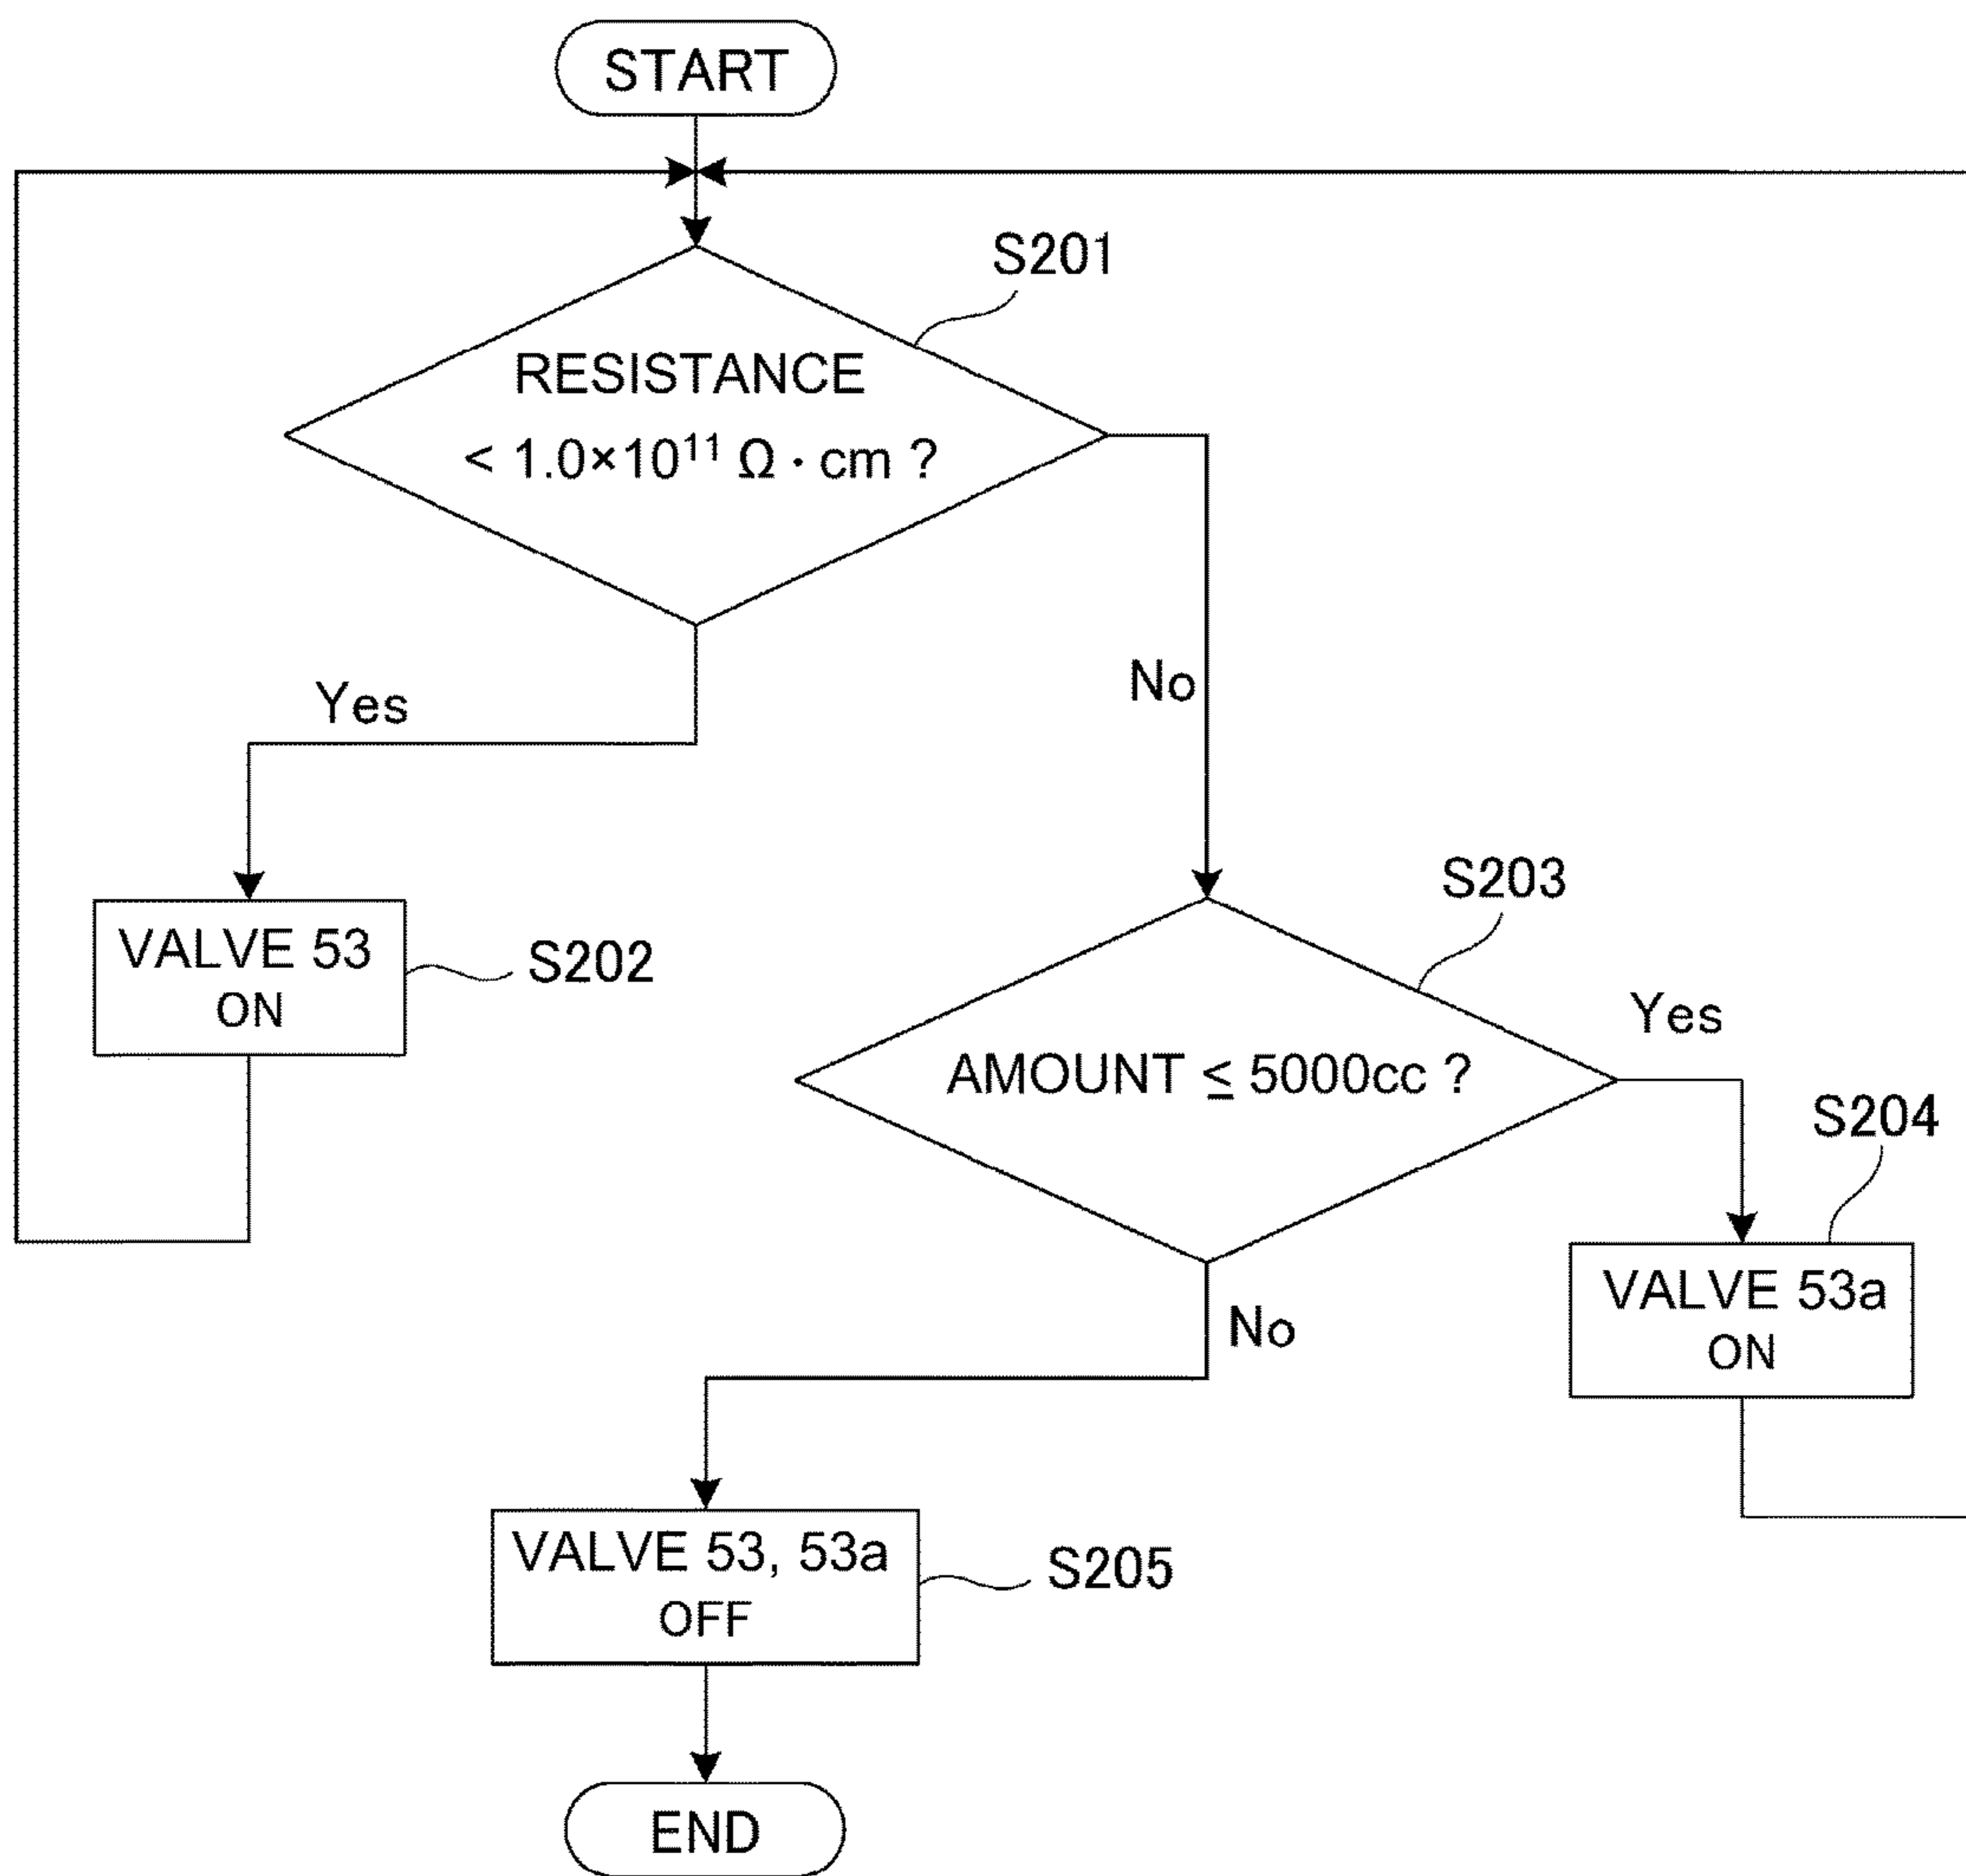 START
S201
RESISTANCE
< 1.0×10¹¹ Ω · cm ?
Yes
No
S203
VALVE 53
ON
S202
AMOUNT ≤ 5000cc ?
Yes
S204
VALVE 53a
ON
No
VALVE 53, 53a
OFF
S205
END